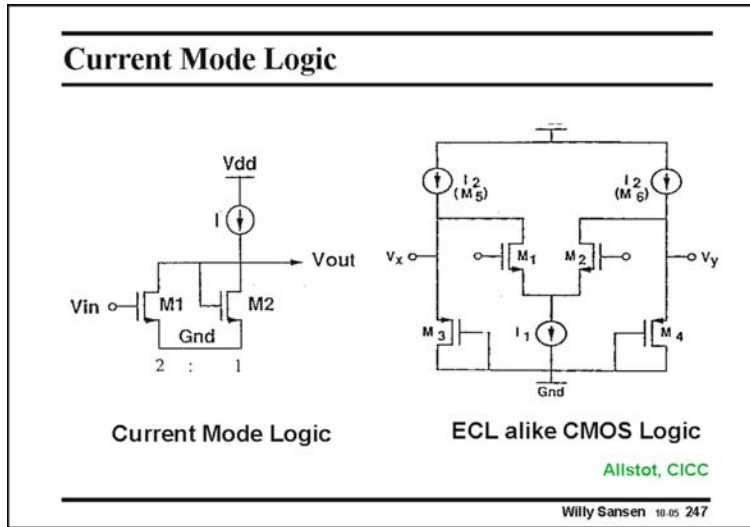 Current Mode Logic
Vdd
I
Vout
Vin
M1
M2
Gnd
2 : 1
Current Mode Logic
I2
(M5)
I2
(M6)
Vx
M1
M2
Vy
M3
I1
M4
Gnd
ECL alike CMOS Logic
Allstot, CICC
Willy Sansen 10-05 247